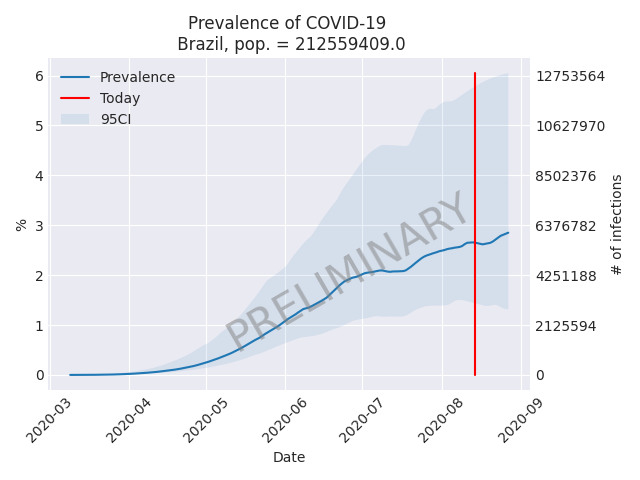 Prevalence of COVID-19
Brazil, pop. = 212559409.0
Prevalence
Today
95CI
PRELIMINARY
%
6
5
4
3
2
1
0
12753564
10627970
8502376
6376782
4251188
2125594
0
# of infections
2020-03
2020-04
2020-05
2020-06
2020-07
2020-08
2020-09
Date